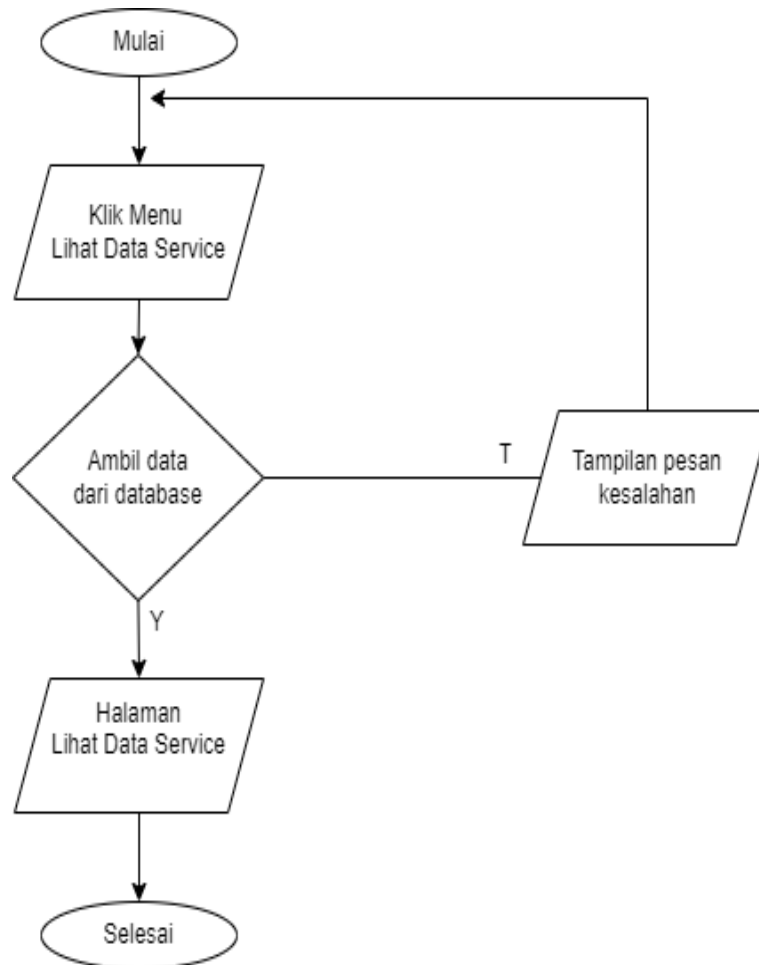 Mulai
Klik Menu
Lihat Data Service
Ambil data
dari database
T
Tampilan pesan
kesalahan
Y
Halaman
Lihat Data Service
Selesai